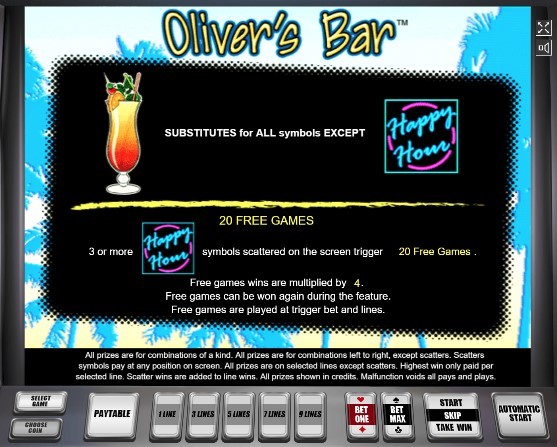 Oliver's Bar™
SUBSTITUTES for ALL symbols EXCEPT
Happy
Hour
20 FREE GAMES
3 or more Happy Hour symbols scattered on the screen trigger 20 Free Games .
Free games wins are multiplied by 4.
Free games can be won again during the feature.
Free games are played at trigger bet and lines.
All prizes are for combinations of a kind. All prizes are for combinations left to right, except scatters. Scatters
symbols pay at any position on screen. All prizes are on selected lines except scatters. Highest win only paid per
selected line. Scatter wins are added to line wins. All prizes shown in credits. Malfunction voids all pays and plays.
SELECT
GAME
CHOOSE
COIN
PAYTABLE
1 LINE
3 LINES
5 LINES
7 LINES
9 LINES
BET
ONE
BET
MAX
START
SKIP
TAKE WIN
AUTOMATIC
START